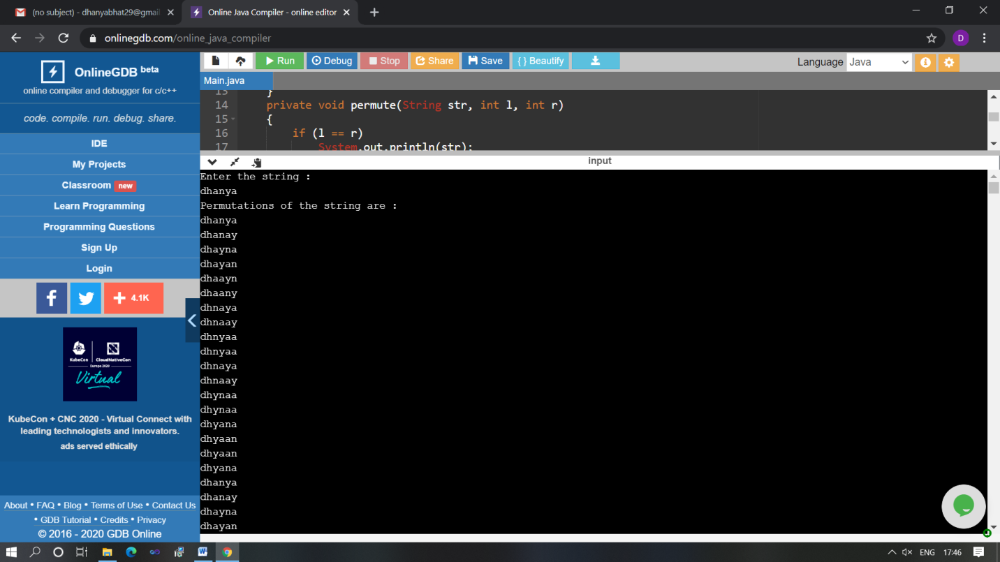 (no subject) - dhanyabhat29@gmail
Online Java Compiler - online editor
onlinegdb.com/online_java_compiler
D
OnlineGDB beta
online compiler and debugger for c/c++
code. compile. run. debug. share.
IDE
My Projects
Classroom new
Learn Programming
Programming Questions
Sign Up
Login
4.1K
KubeCon CloudNativeCon
Europe 2020
Virtual
KubeCon + CNC 2020 - Virtual Connect with
leading technologists and innovators.
ads served ethically
About • FAQ • Blog • Terms of Use • Contact Us
• GDB Tutorial • Credits • Privacy
© 2016 - 2020 GDB Online
Run Debug Stop Share Save { } Beautify Language Java
Main.java
13 }
14 private void permute(String str, int l, int r)
15 {
16 if (l == r)
17 System.out.println(str);
input
Enter the string :
dhanya
Permutations of the string are :
dhanya
dhanay
dhayna
dhayan
dhaayn
dhaany
dhnaya
dhnaay
dhnyaa
dhnyaa
dhnaya
dhnaay
dhynaa
dhynaa
dhyana
dhyaan
dhyaan
dhyana
dhanya
dhanay
dhayna
dhayan
ENG 17:46